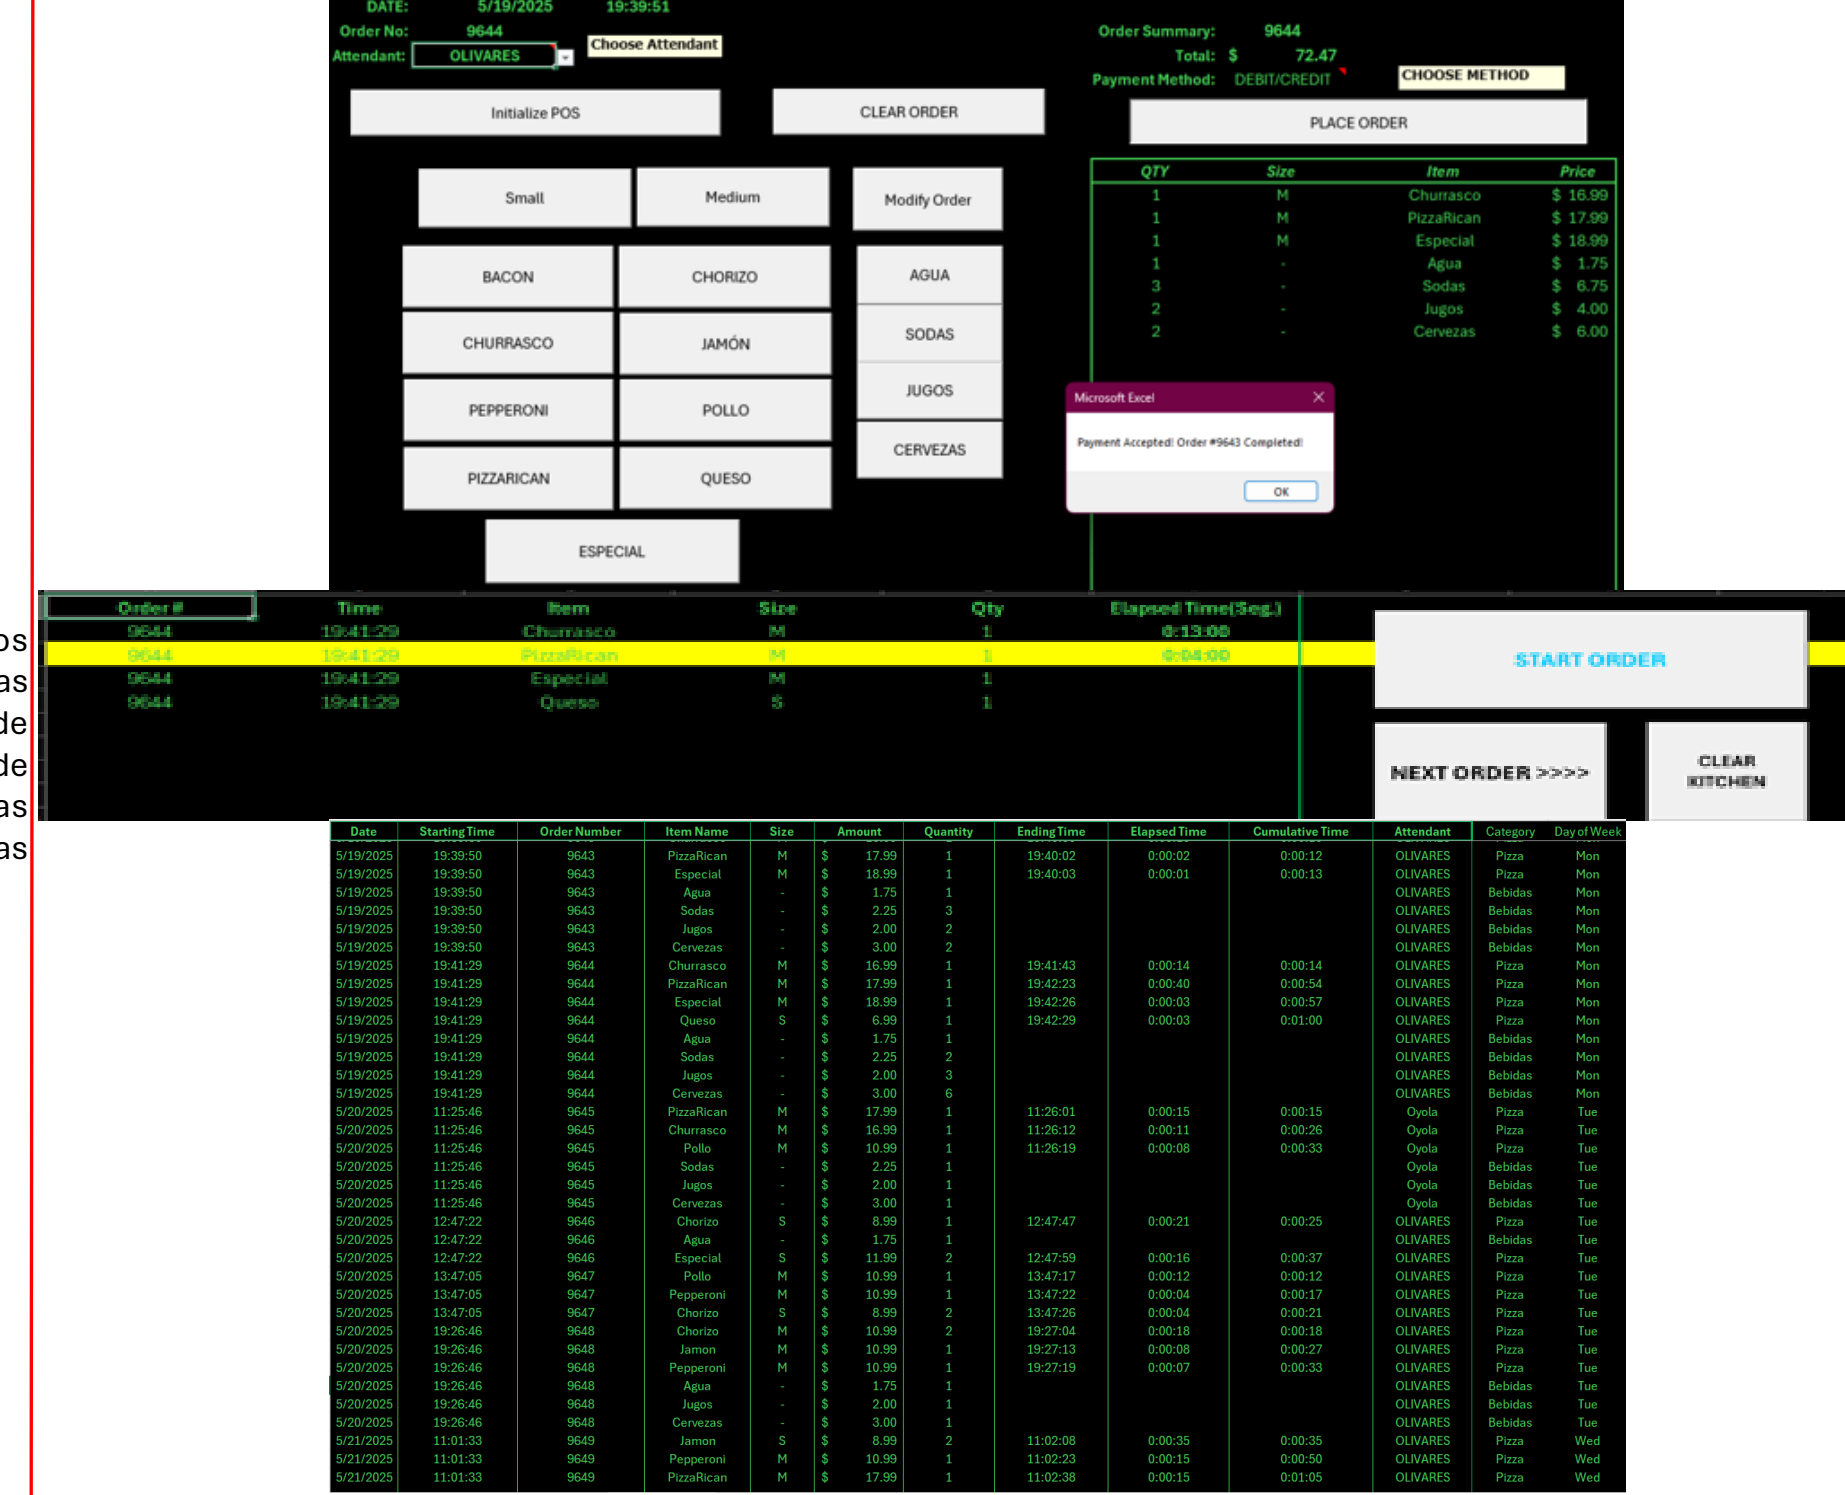 DATE: 5/19/2025 19:39:51
Order No: 9644
Attendant: OLIVARES
Choose Attendant
Order Summary: 9644
Total: $ 72.47
Payment Method: DEBIT/CREDIT
CHOOSE METHOD
Initialize POS
CLEAR ORDER
PLACE ORDER
Small
Medium
Modify Order
BACON
CHORIZO
AGUA
CHURRASCO
JAMÓN
SODAS
PEPPERONI
POLLO
JUGOS
PIZZARICAN
QUESO
CERVEZAS
ESPECIAL
QTY Size Item Price
1 M Churrasco $ 16.99
1 M PizzaRican $ 17.99
1 M Especial $ 18.99
1 - Agua $ 1.75
3 - Sodas $ 6.75
2 - Jugos $ 4.00
2 - Cervezas $ 6.00
Microsoft Excel
Payment Accepted! Order #9643 Completed!
OK
os
as
de
de
as
as
Order # Time Item Size Qty Elapsed Time(Seg.)
9644 19:41:29 Churrasco M 1 0:13:00
9644 19:41:29 PizzaRican M 1 0:04:00
9644 19:41:29 Especial M 1
9644 19:41:29 Queso S 1
START ORDER
NEXT ORDER >>>>
CLEAR
KITCHEN
Date Starting Time Order Number Item Name Size Amount Quantity Ending Time Elapsed Time Cumulative Time Attendant Category Day of Week
5/19/2025 19:39:50 9643 PizzaRican M $ 17.99 1 19:40:02 0:00:02 0:00:12 OLIVARES Pizza Mon
5/19/2025 19:39:50 9643 Especial M $ 18.99 1 19:40:03 0:00:01 0:00:13 OLIVARES Pizza Mon
5/19/2025 19:39:50 9643 Agua - $ 1.75 1 OLIVARES Bebidas Mon
5/19/2025 19:39:50 9643 Sodas - $ 2.25 3 OLIVARES Bebidas Mon
5/19/2025 19:39:50 9643 Jugos - $ 2.00 2 OLIVARES Bebidas Mon
5/19/2025 19:39:50 9643 Cervezas - $ 3.00 2 OLIVARES Bebidas Mon
5/19/2025 19:41:29 9644 Churrasco M $ 16.99 1 19:41:43 0:00:14 0:00:14 OLIVARES Pizza Mon
5/19/2025 19:41:29 9644 PizzaRican M $ 17.99 1 19:42:23 0:00:40 0:00:54 OLIVARES Pizza Mon
5/19/2025 19:41:29 9644 Especial M $ 18.99 1 19:42:26 0:00:03 0:00:57 OLIVARES Pizza Mon
5/19/2025 19:41:29 9644 Queso S $ 6.99 1 19:42:29 0:00:03 0:01:00 OLIVARES Pizza Mon
5/19/2025 19:41:29 9644 Agua - $ 1.75 1 OLIVARES Bebidas Mon
5/19/2025 19:41:29 9644 Sodas - $ 2.25 2 OLIVARES Bebidas Mon
5/19/2025 19:41:29 9644 Jugos - $ 2.00 3 OLIVARES Bebidas Mon
5/19/2025 19:41:29 9644 Cervezas - $ 3.00 6 OLIVARES Bebidas Mon
5/20/2025 11:25:46 9645 PizzaRican M $ 17.99 1 11:26:01 0:00:15 0:00:15 Oyola Pizza Tue
5/20/2025 11:25:46 9645 Churrasco M $ 16.99 1 11:26:12 0:00:11 0:00:26 Oyola Pizza Tue
5/20/2025 11:25:46 9645 Pollo M $ 10.99 1 11:26:19 0:00:08 0:00:33 Oyola Pizza Tue
5/20/2025 11:25:46 9645 Sodas - $ 2.25 1 Oyola Bebidas Tue
5/20/2025 11:25:46 9645 Jugos - $ 2.00 1 Oyola Bebidas Tue
5/20/2025 11:25:46 9645 Cervezas - $ 3.00 1 Oyola Bebidas Tue
5/20/2025 12:47:22 9646 Chorizo S $ 8.99 1 12:47:47 0:00:21 0:00:25 OLIVARES Pizza Tue
5/20/2025 12:47:22 9646 Agua - $ 1.75 1 OLIVARES Bebidas Tue
5/20/2025 12:47:22 9646 Especial S $ 11.99 2 12:47:59 0:00:16 0:00:37 OLIVARES Pizza Tue
5/20/2025 13:47:05 9647 Pollo M $ 10.99 1 13:47:17 0:00:12 0:00:12 OLIVARES Pizza Tue
5/20/2025 13:47:05 9647 Pepperoni M $ 10.99 1 13:47:22 0:00:04 0:00:17 OLIVARES Pizza Tue
5/20/2025 13:47:05 9647 Chorizo S $ 8.99 2 13:47:26 0:00:04 0:00:21 OLIVARES Pizza Tue
5/20/2025 19:26:46 9648 Chorizo M $ 10.99 2 19:27:04 0:00:18 0:00:18 OLIVARES Pizza Tue
5/20/2025 19:26:46 9648 Jamon M $ 10.99 1 19:27:13 0:00:08 0:00:27 OLIVARES Pizza Tue
5/20/2025 19:26:46 9648 Pepperoni M $ 10.99 1 19:27:19 0:00:07 0:00:33 OLIVARES Pizza Tue
5/20/2025 19:26:46 9648 Agua - $ 1.75 1 OLIVARES Bebidas Tue
5/20/2025 19:26:46 9648 Jugos - $ 2.00 1 OLIVARES Bebidas Tue
5/20/2025 19:26:46 9648 Cervezas - $ 3.00 1 OLIVARES Bebidas Tue
5/21/2025 11:01:33 9649 Jamon S $ 8.99 2 11:02:08 0:00:35 0:00:35 OLIVARES Pizza Wed
5/21/2025 11:01:33 9649 Pepperoni M $ 10.99 1 11:02:23 0:00:15 0:00:50 OLIVARES Pizza Wed
5/21/2025 11:01:33 9649 PizzaRican M $ 17.99 1 11:02:38 0:00:15 0:01:05 OLIVARES Pizza Wed